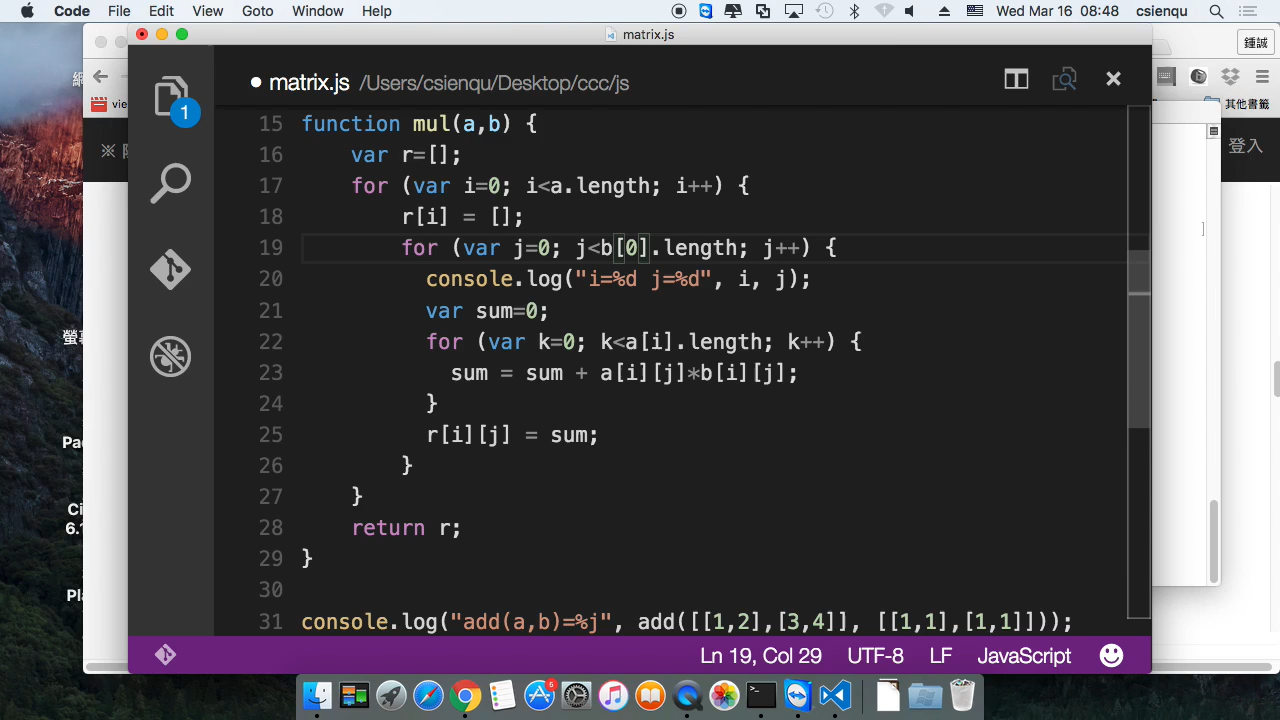 Code File Edit View Goto Window Help Wed Mar 16 08:48 csienqu
matrix.js
鍾誠
matrix.js /Users/csienqu/Desktop/ccc/js
1
其他書籤
登入
15 function mul(a,b) {
16 var r=[];
17 for (var i=0; i<a.length; i++) {
18 r[i] = [];
19 for (var j=0; j<b[0].length; j++) {
20 console.log("i=%d j=%d", i, j);
21 var sum=0;
22 for (var k=0; k<a[i].length; k++) {
23 sum = sum + a[i][j]*b[i][j];
24 }
25 r[i][j] = sum;
26 }
27 }
28 return r;
29 }
30
31 console.log("add(a,b)=%j", add([[1,2],[3,4]], [[1,1],[1,1]]));
Ln 19, Col 29 UTF-8 LF JavaScript
6